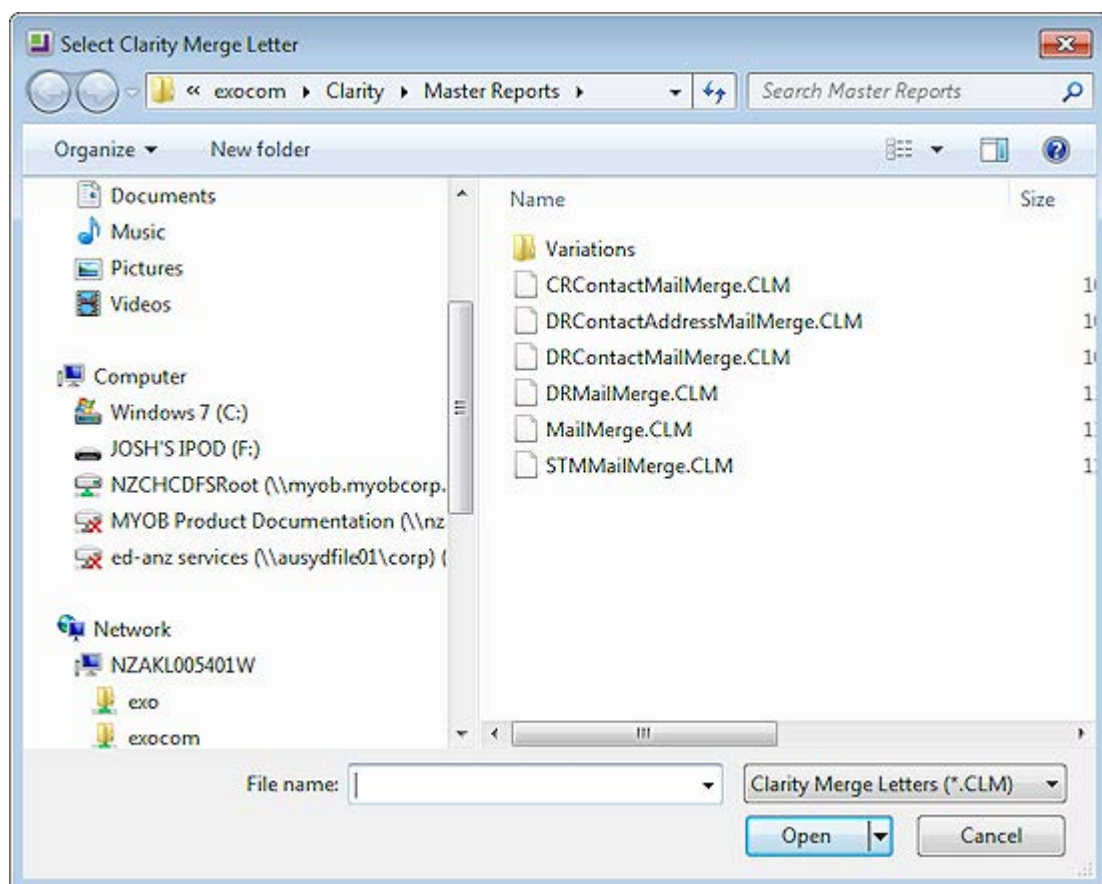 Select Clarity Merge Letter
« exocom Clarity Master Reports Search Master Reports
Organize New folder
Documents
Music
Pictures
Videos
Computer
Windows 7 (C:)
JOSH'S IPOD (F:)
NZCHCDFSRoot (\\myob.myobcorp.
MYOB Product Documentation (\\nz
ed-anz services (\\ausydfile01\corp) (
Network
NZAKL005401W
exo
exocom
Name Size
Variations
CRContactMailMerge.CLM
DRContactAddressMailMerge.CLM
DRContactMailMerge.CLM
DRMailMerge.CLM
MailMerge.CLM
STMMailMerge.CLM
File name: Clarity Merge Letters (*.CLM)
Open Cancel